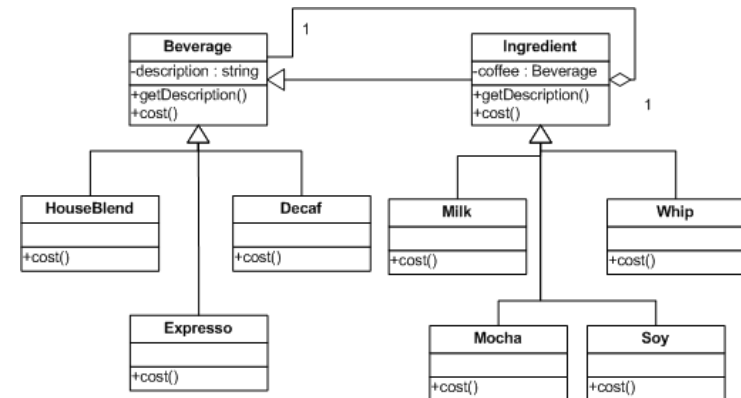 1
Beverage
-description : string
+getDescription()
+cost()
Ingredient
-coffee : Beverage
+getDescription()
+cost()
1
HouseBlend
+cost()
Decaf
+cost()
Milk
+cost()
Whip
+cost()
Expresso
+cost()
Mocha
+cost()
Soy
+cost()